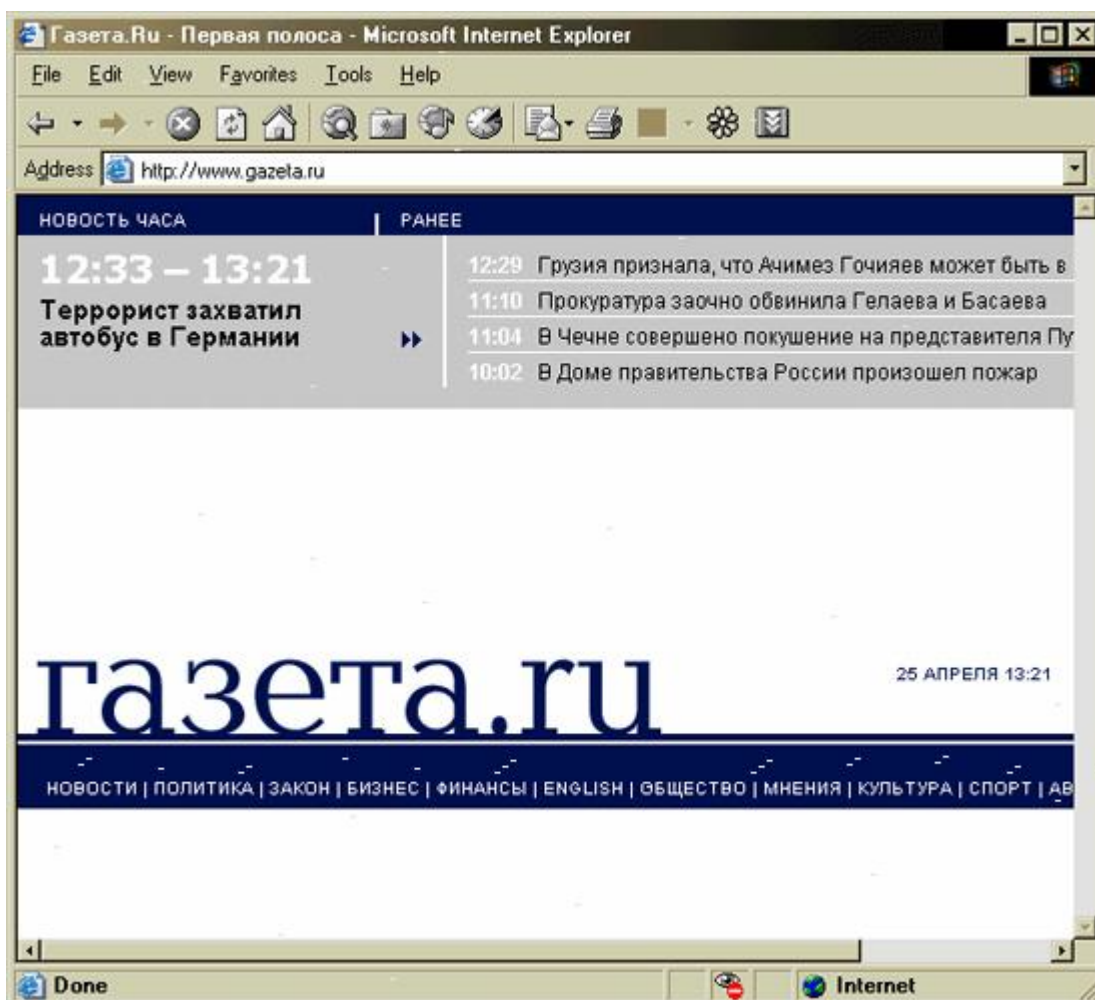 Газета.Ru - Первая полоса - Microsoft Internet Explorer
File Edit View Favorites Tools Help
Address http://www.gazeta.ru
НОВОСТЬ ЧАСА | РАНЕЕ
12:33 – 13:21
Террорист захватил
автобус в Германии
12:29 Грузия признала, что Ачимез Гочияев может быть в
11:10 Прокуратура заочно обвинила Гелаева и Басаева
11:04 В Чечне совершено покушение на представителя Пу
10:02 В Доме правительства России произошел пожар
газета.ru
25 АПРЕЛЯ 13:21
НОВОСТИ | ПОЛИТИКА | ЗАКОН | БИЗНЕС | ФИНАНСЫ | ENGLISH | ОБЩЕСТВО | МНЕНИЯ | КУЛЬТУРА | СПОРТ | АВ
Done Internet